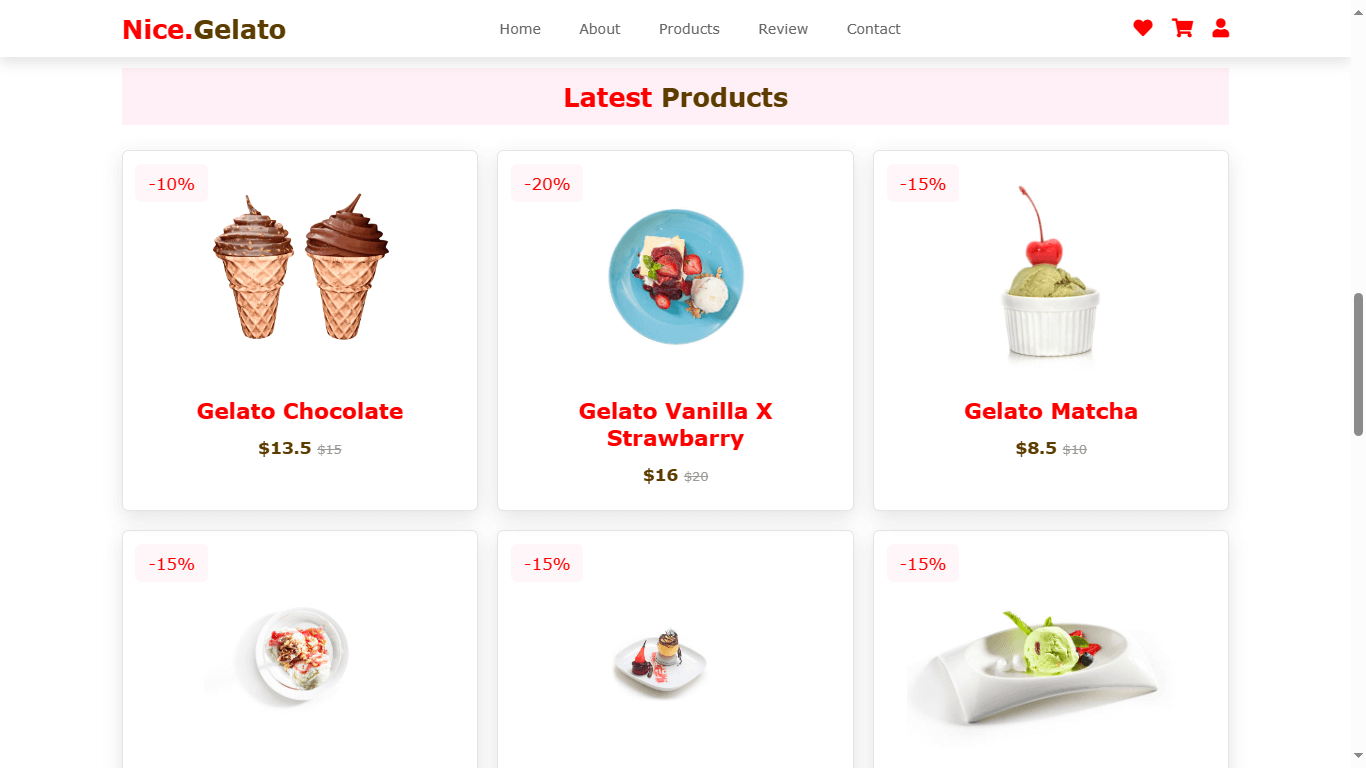 Nice.Gelato
Home About Products Review Contact
Latest Products
-10%
-20%
-15%
Gelato Chocolate
$13.5 $15
Gelato Vanilla X
Strawbarry
$16 $20
Gelato Matcha
$8.5 $10
-15%
-15%
-15%